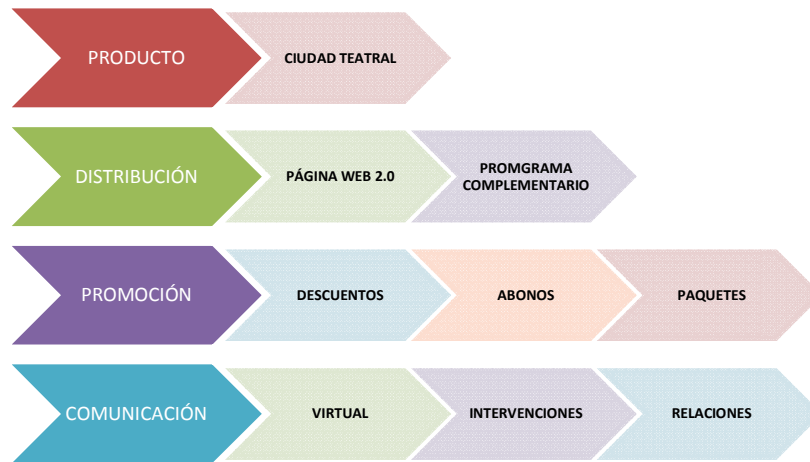 PRODUCTO
CIUDAD TEATRAL
DISTRIBUCIÓN
PÁGINA WEB 2.0
PROMGRAMA
COMPLEMENTARIO
PROMOCIÓN
DESCUENTOS
ABONOS
PAQUETES
COMUNICACIÓN
VIRTUAL
INTERVENCIONES
RELACIONES